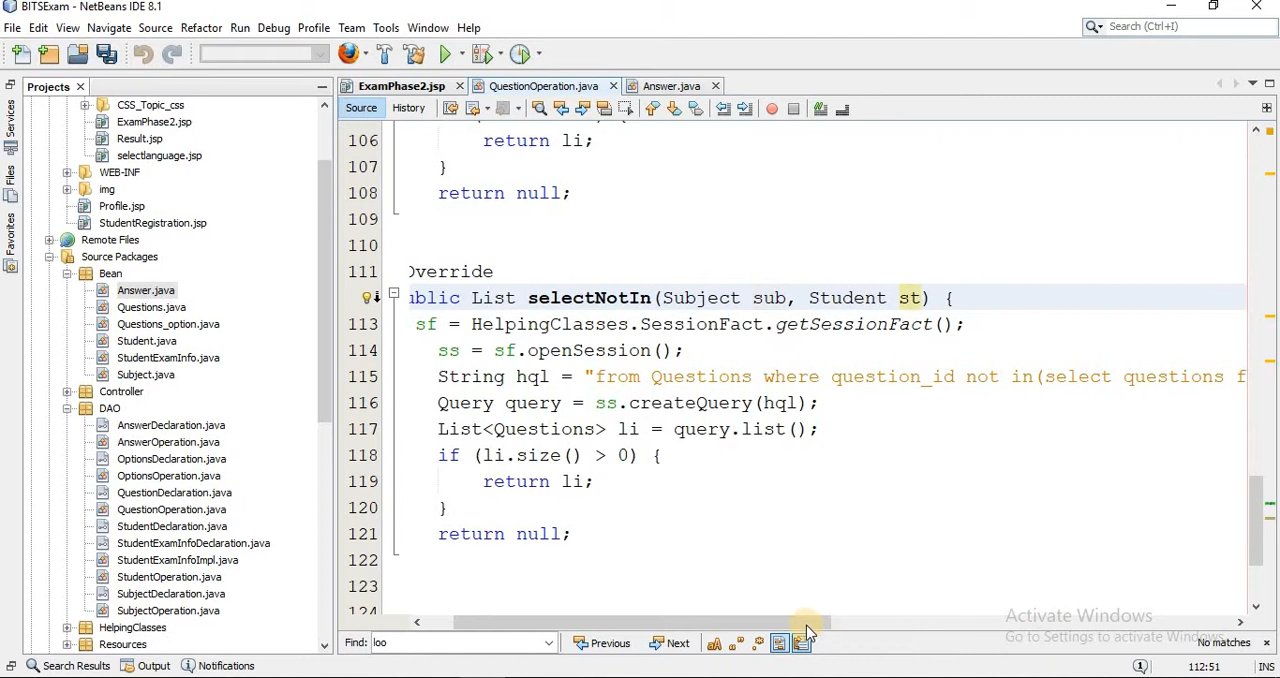 BITSExam - NetBeans IDE 8.1
File Edit View Navigate Source Refactor Run Debug Profile Team Tools Window Help
Search (Ctrl+I)
Projects
ExamPhase2.jsp
QuestionOperation.java
Answer.java
Source
History
Services
Files
Favorites
CSS_Topic_css
ExamPhase2.jsp
Result.jsp
selectlanguage.jsp
WEB-INF
img
Profile.jsp
StudentRegistration.jsp
Remote Files
Source Packages
Bean
Answer.java
Questions.java
Questions_option.java
Student.java
StudentExamInfo.java
Subject.java
Controller
DAO
AnswerDeclaration.java
AnswerOperation.java
OptionsDeclaration.java
OptionsOperation.java
QuestionDeclaration.java
QuestionOperation.java
StudentDeclaration.java
StudentExamInfoDeclaration.java
StudentExamInfoImpl.java
StudentOperation.java
SubjectDeclaration.java
SubjectOperation.java
HelpingClasses
Resources
106 return li;
107 }
108 return null;
109
110
111 Override
ublic List selectNotIn(Subject sub, Student st) {
113 sf = HelpingClasses.SessionFact.getSessionFact();
114 ss = sf.openSession();
115 String hql = "from Questions where question_id not in(select questions f
116 Query query = ss.createQuery(hql);
117 List<Questions> li = query.list();
118 if (li.size() > 0) {
119 return li;
120 }
121 return null;
122
123
124
Activate Windows
Go to Settings to activate Windows.
Find: loo
Previous
Next
No matches
Search Results
Output
Notifications
112:51
INS